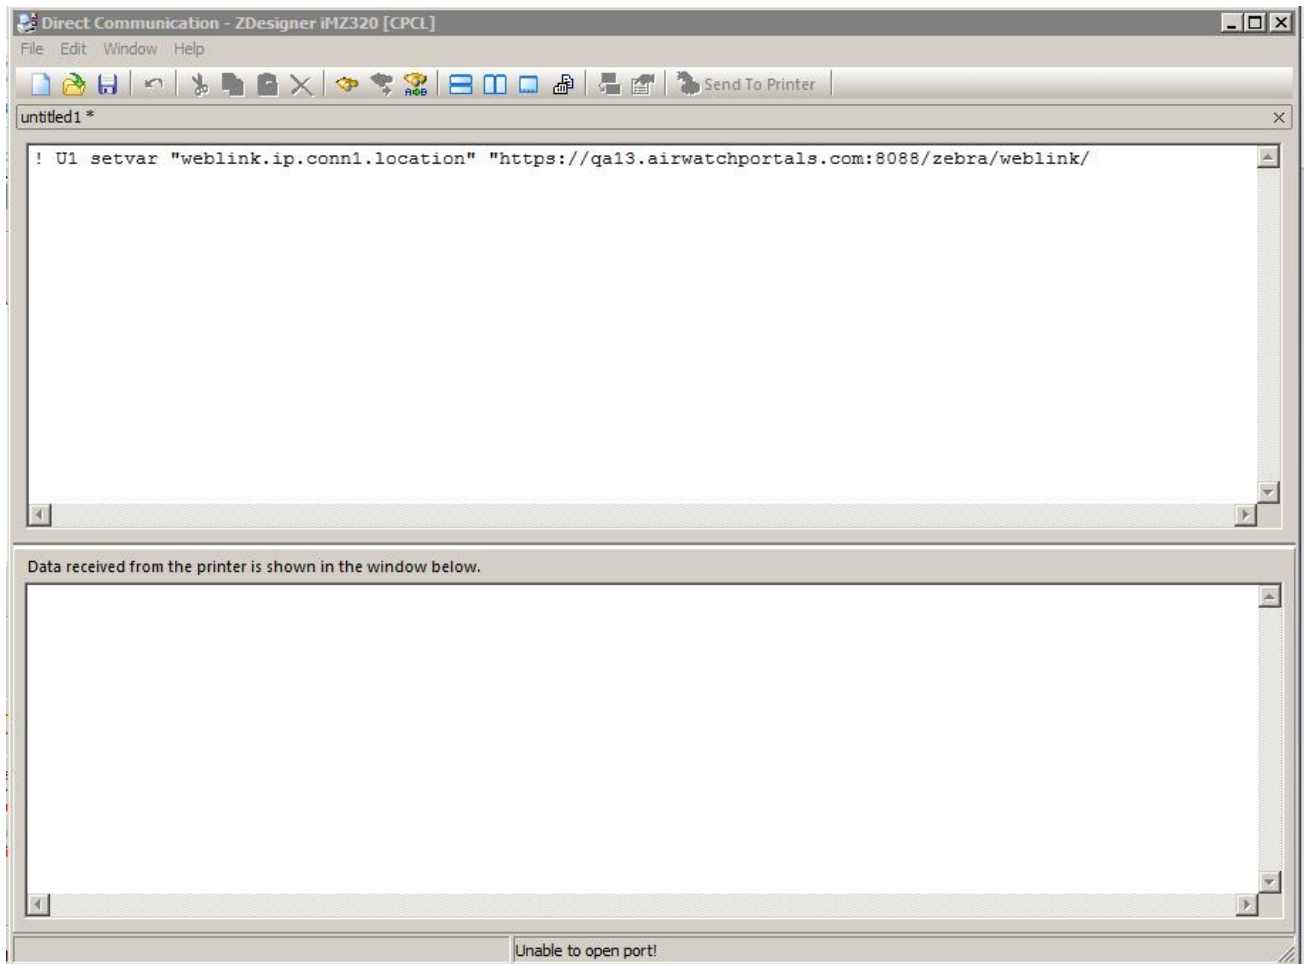 Direct Communication - ZDesigner iMZ320 [CPCL]
File Edit Window Help
Send To Printer
untitled1 *
! U1 setvar "weblink.ip.conn1.location" "https://qa13.airwatchportals.com:8088/zebra/weblink/
Data received from the printer is shown in the window below.
Unable to open port!